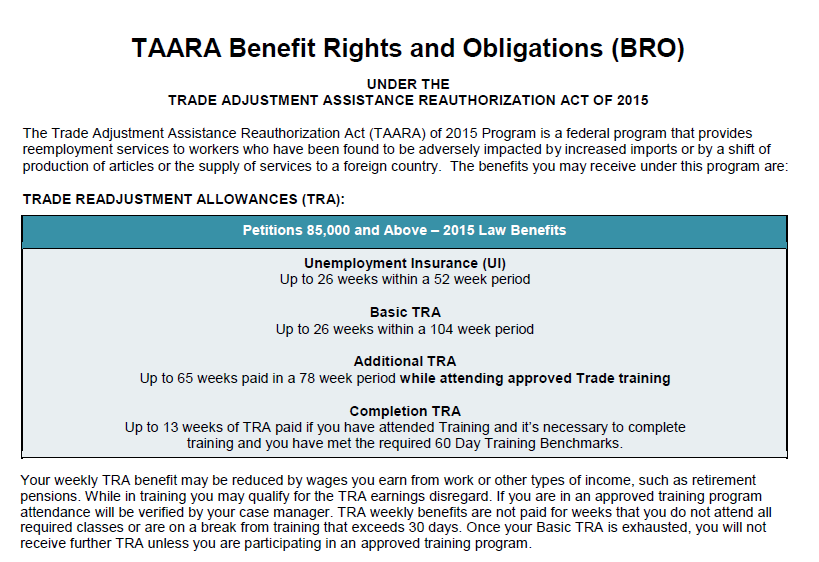 TAARA Benefit Rights and Obligations (BRO)
UNDER THE
TRADE ADJUSTMENT ASSISTANCE REAUTHORIZATION ACT OF 2015
The Trade Adjustment Assistance Reauthorization Act (TAARA) of 2015 Program is a federal program that provides
reemployment services to workers who have been found to be adversely impacted by increased imports or by a shift of
production of articles or the supply of services to a foreign country.  The benefits you may receive under this program are:
TRADE READJUSTMENT ALLOWANCES (TRA):
Petitions 85,000 and Above – 2015 Law Benefits
Unemployment Insurance (UI)
Up to 26 weeks within a 52 week period
Basic TRA
Up to 26 weeks within a 104 week period
Additional TRA
Up to 65 weeks paid in a 78 week period while attending approved Trade training
Completion TRA
Up to 13 weeks of TRA paid if you have attended Training and it's necessary to complete
training and you have met the required 60 Day Training Benchmarks.
Your weekly TRA benefit may be reduced by wages you earn from work or other types of income, such as retirement
pensions. While in training you may qualify for the TRA earnings disregard. If you are in an approved training program
attendance will be verified by your case manager. TRA weekly benefits are not paid for weeks that you do not attend all
required classes or are on a break from training that exceeds 30 days. Once your Basic TRA is exhausted, you will not
receive further TRA unless you are participating in an approved training program.